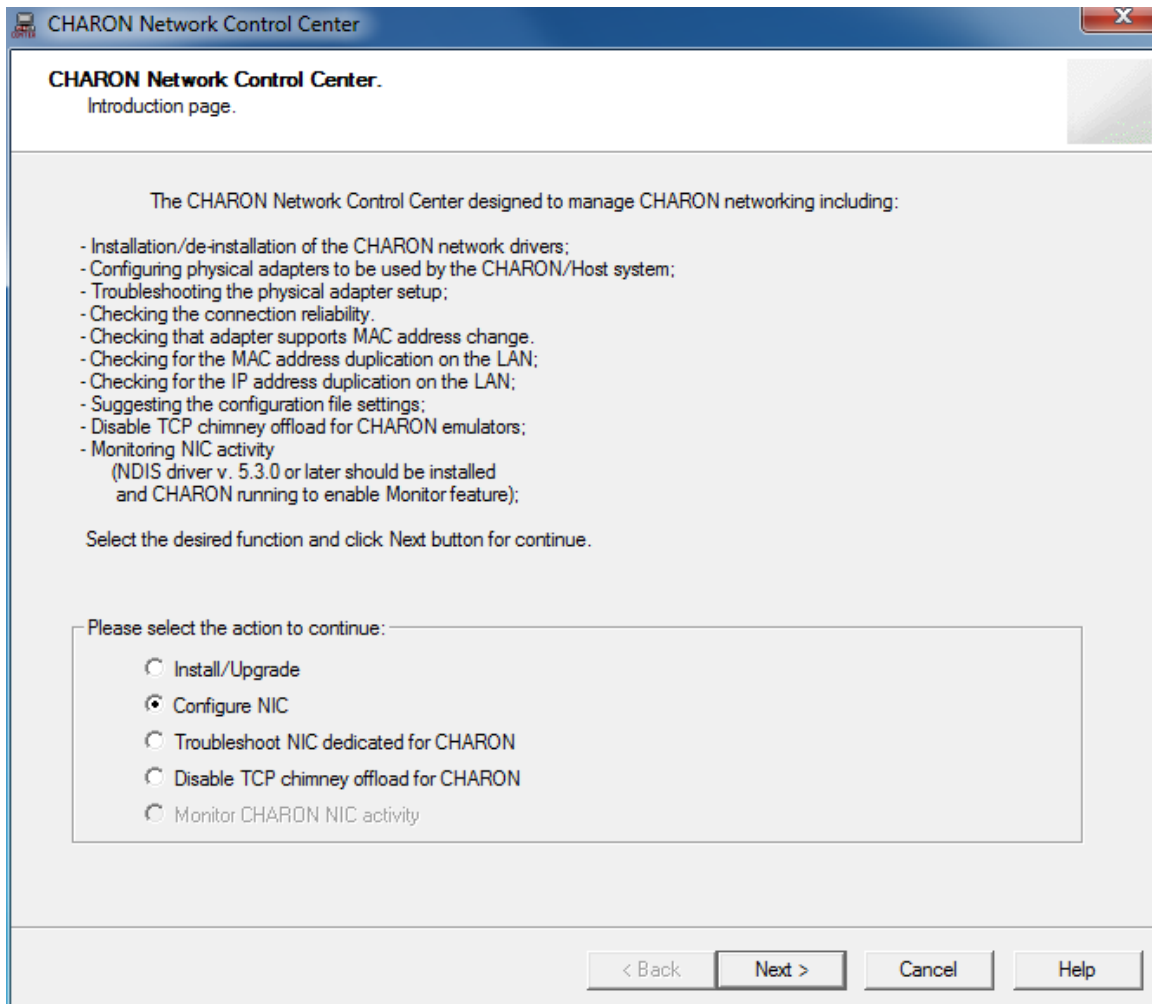 CHARON Network Control Center
CHARON Network Control Center.
Introduction page.
The CHARON Network Control Center designed to manage CHARON networking including:
- Installation/de-installation of the CHARON network drivers;
- Configuring physical adapters to be used by the CHARON/Host system;
- Troubleshooting the physical adapter setup;
- Checking the connection reliability.
- Checking that adapter supports MAC address change.
- Checking for the MAC address duplication on the LAN;
- Checking for the IP address duplication on the LAN;
- Suggesting the configuration file settings;
- Disable TCP chimney offload for CHARON emulators;
- Monitoring NIC activity
(NDIS driver v. 5.3.0 or later should be installed
and CHARON running to enable Monitor feature);
Select the desired function and click Next button for continue.
Please select the action to continue:
Install/Upgrade
Configure NIC
Troubleshoot NIC dedicated for CHARON
Disable TCP chimney offload for CHARON
Monitor CHARON NIC activity
< Back Next > Cancel Help